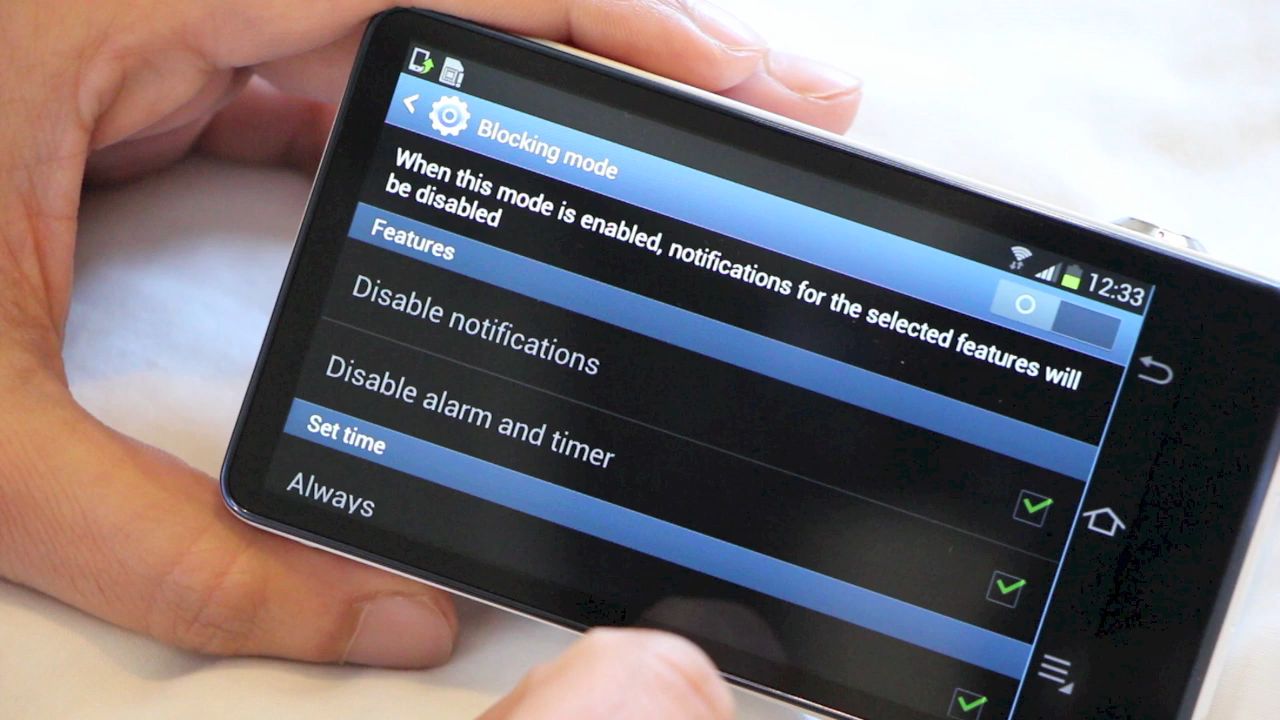 12:33
Blocking mode
When this mode is enabled, notifications for the selected features will
be disabled
Features
Disable notifications
Disable alarm and timer
Set time
Always